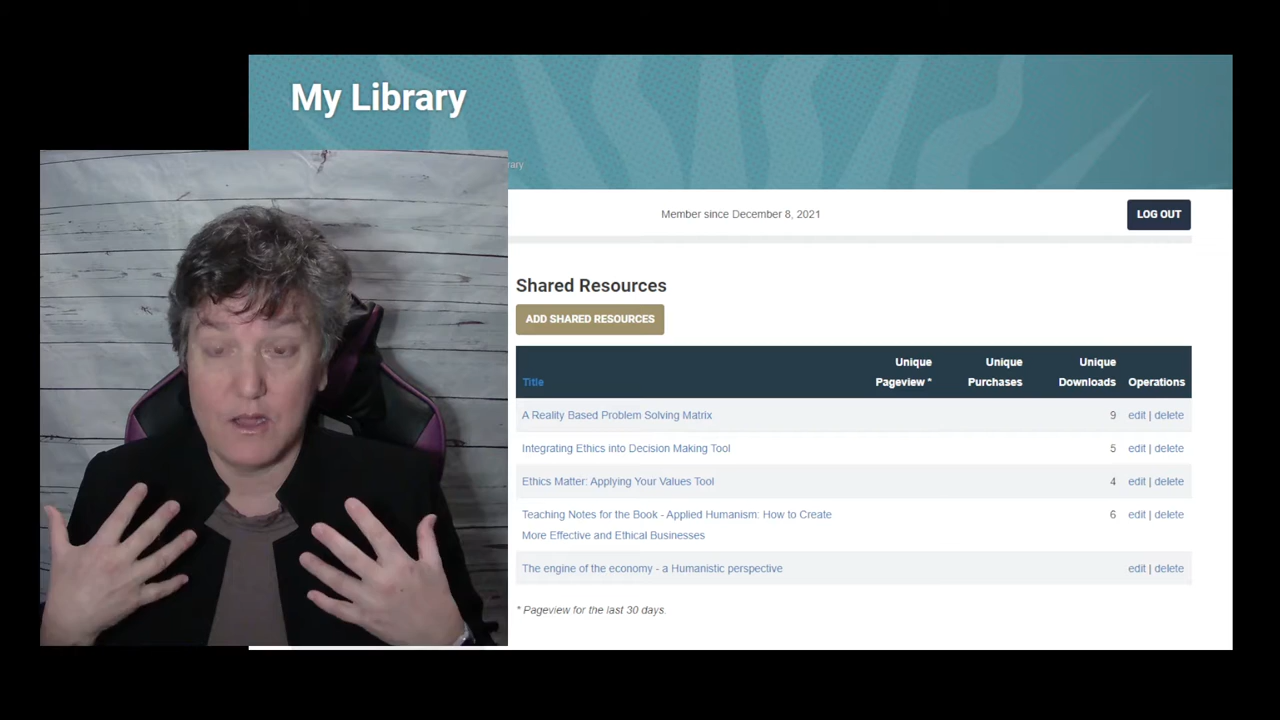 My Library
rary
Member since December 8, 2021
LOG OUT
Shared Resources
ADD SHARED RESOURCES
Unique Unique Unique
Title Pageview * Purchases Downloads Operations
A Reality Based Problem Solving Matrix 9 edit | delete
Integrating Ethics into Decision Making Tool 5 edit | delete
Ethics Matter: Applying Your Values Tool 4 edit | delete
Teaching Notes for the Book - Applied Humanism: How to Create 6 edit | delete
More Effective and Ethical Businesses
The engine of the economy - a Humanistic perspective edit | delete
* Pageview for the last 30 days.